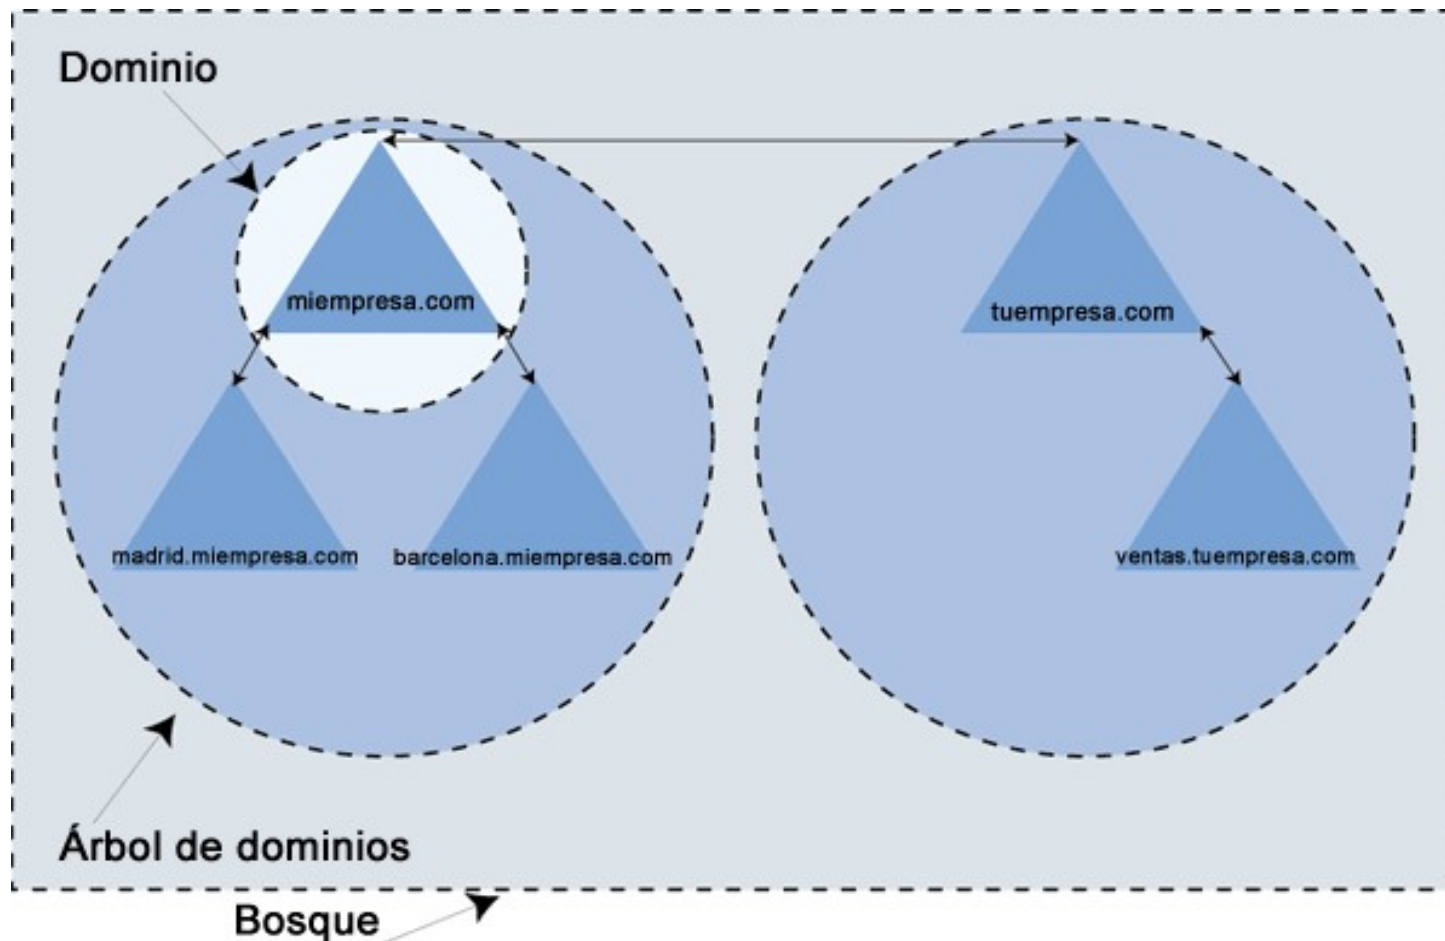 Dominio
miempresa.com
tuempresa.com
madrid.miempresa.com
barcelona.miempresa.com
ventas.tuempresa.com
Árbol de dominios
Bosque